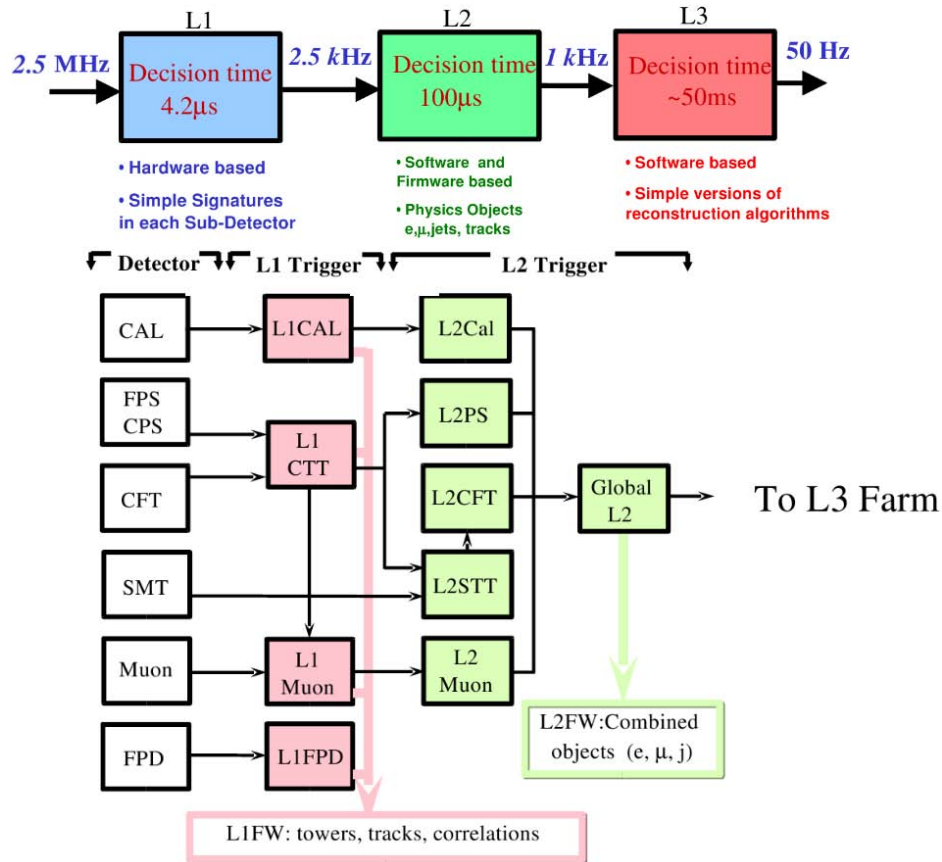 L1
L2
L3
2.5 MHz
2.5 kHz
1 kHz
50 Hz
Decision time
4.2μs
Decision time
100μs
Decision time
~50ms
• Hardware based
• Simple Signatures
in each Sub-Detector
• Software and
Firmware based
• Physics Objects
e,μ,jets, tracks
• Software based
• Simple versions of
reconstruction algorithms
Detector
L1 Trigger
L2 Trigger
CAL
L1CAL
L2Cal
FPS
CPS
L2PS
L1
CTT
CFT
L2CFT
Global
L2
To L3 Farm
SMT
L2STT
Muon
L1
Muon
L2
Muon
L2FW:Combined
objects (e, μ, j)
FPD
L1FPD
L1FW: towers, tracks, correlations